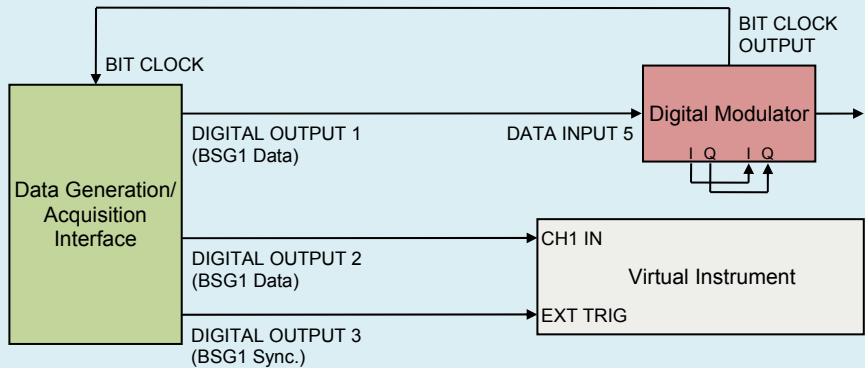 BIT CLOCK
OUTPUT
BIT CLOCK
Digital Modulator
I Q I Q
DIGITAL OUTPUT 1
(BSG1 Data)
DATA INPUT 5
Data Generation/
Acquisition
Interface
DIGITAL OUTPUT 2
(BSG1 Data)
CH1 IN
Virtual Instrument
EXT TRIG
DIGITAL OUTPUT 3
(BSG1 Sync.)